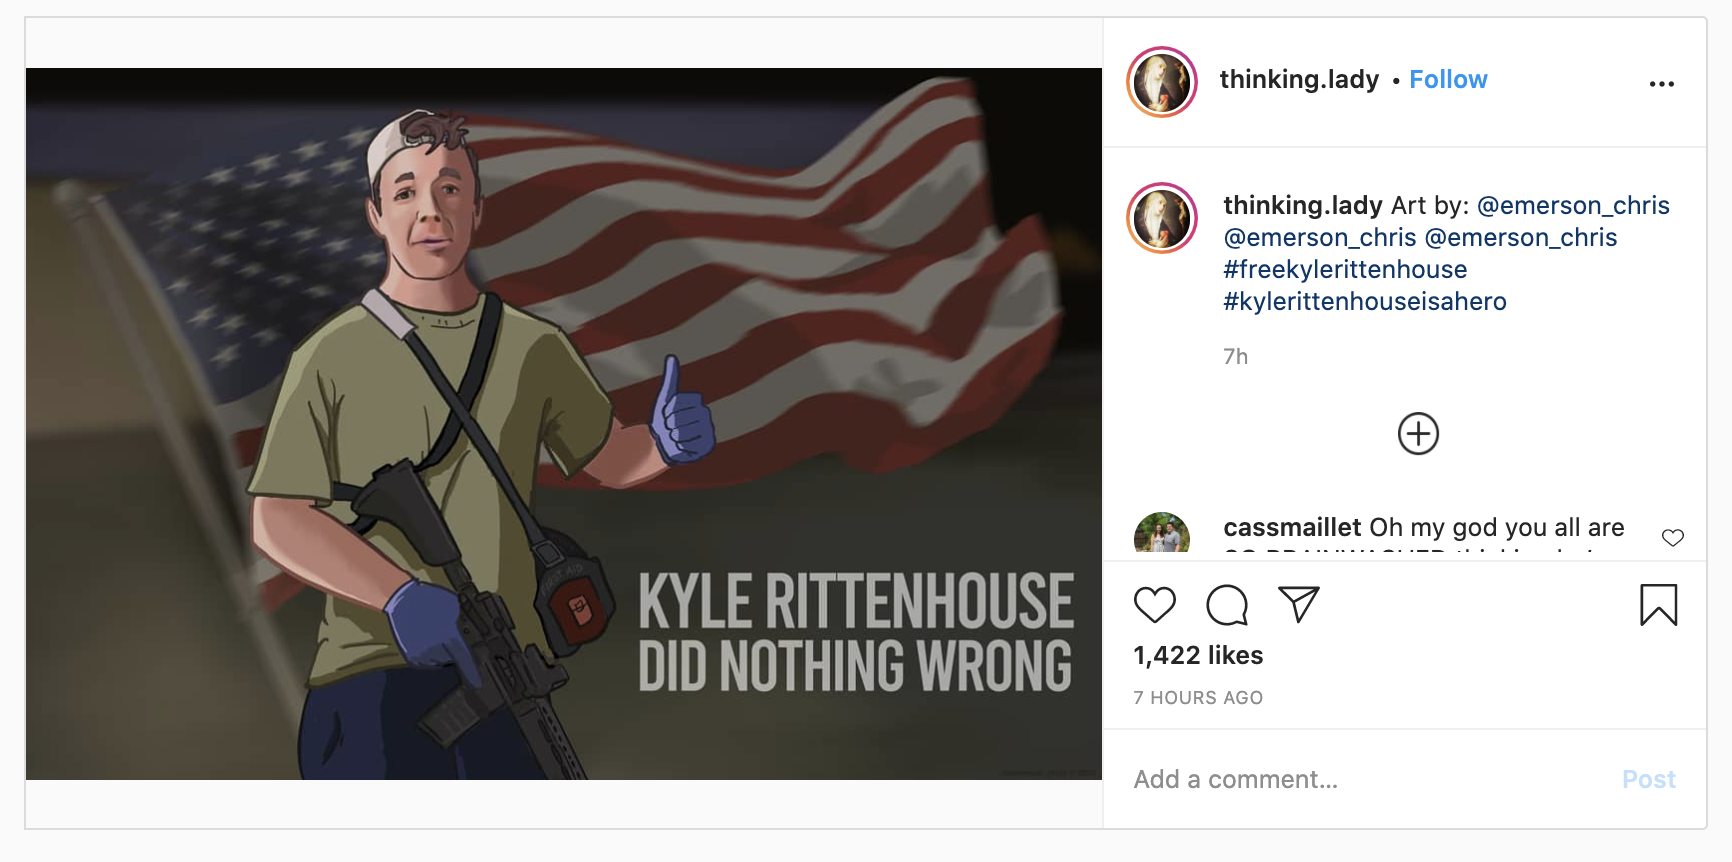 FIRST AID
KYLE RITTENHOUSE
DID NOTHING WRONG
thinking.lady • Follow
thinking.lady Art by: @emerson_chris
@emerson_chris @emerson_chris
#freekylerittenhouse
#kylerittenhouseisahero
7h
cassmaillet Oh my god you all are
1,422 likes
7 HOURS AGO
Add a comment...
Post